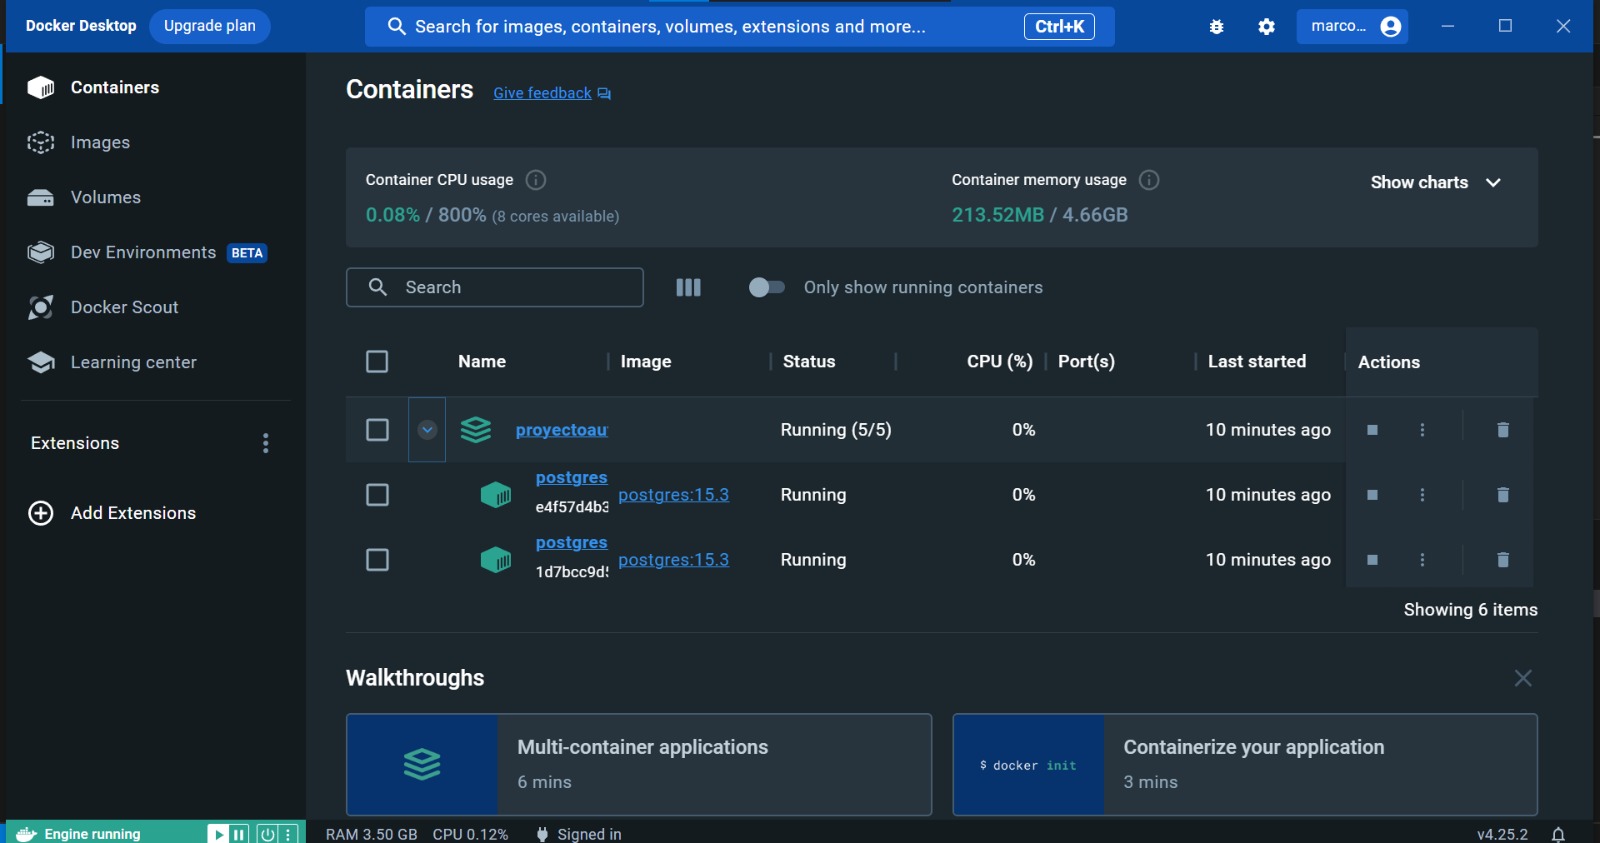 Docker Desktop Upgrade plan Search for images, containers, volumes, extensions and more... Ctrl+K marco...
Containers
Images
Volumes
Dev Environments BETA
Docker Scout
Learning center
Extensions
Add Extensions
Containers Give feedback
Container CPU usage
0.08% / 800% (8 cores available)
Container memory usage
213.52MB / 4.66GB
Show charts
Search
Only show running containers
Name Image Status CPU (%) Port(s) Last started Actions
proyectoau Running (5/5) 0% 10 minutes ago
postgres
e4f57d4b3 postgres:15.3 Running 0% 10 minutes ago
postgres
1d7bcc9d5 postgres:15.3 Running 0% 10 minutes ago
Showing 6 items
Walkthroughs
Multi-container applications
6 mins
$ docker init
Containerize your application
3 mins
Engine running RAM 3.50 GB CPU 0.12% Signed in v4.25.2